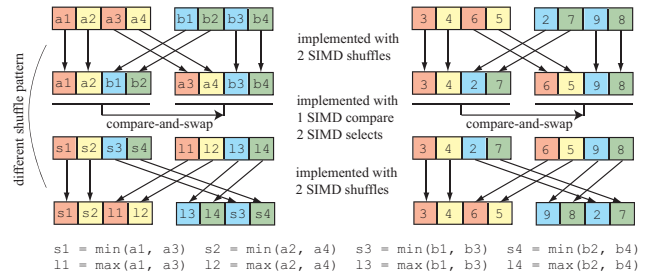 a1 a2 a3 a4 b1 b2 b3 b4
a1 a2 b1 b2 a3 a4 b3 b4
compare-and-swap
s1 s2 s3 s4 l1 l2 l3 l4
s1 s2 l1 l2 l3 l4 s3 s4
different shuffle pattern
implemented with
2 SIMD shuffles
implemented with
1 SIMD compare
2 SIMD selects
implemented with
2 SIMD shuffles
3 4 6 5 2 7 9 8
3 4 2 7 6 5 9 8
compare-and-swap
3 4 2 7 6 5 9 8
3 4 6 5 9 8 2 7
s1 = min(a1, a3) s2 = min(a2, a4) s3 = min(b1, b3) s4 = min(b2, b4)
l1 = max(a1, a3) l2 = max(a2, a4) l3 = max(b1, b3) l4 = max(b2, b4)